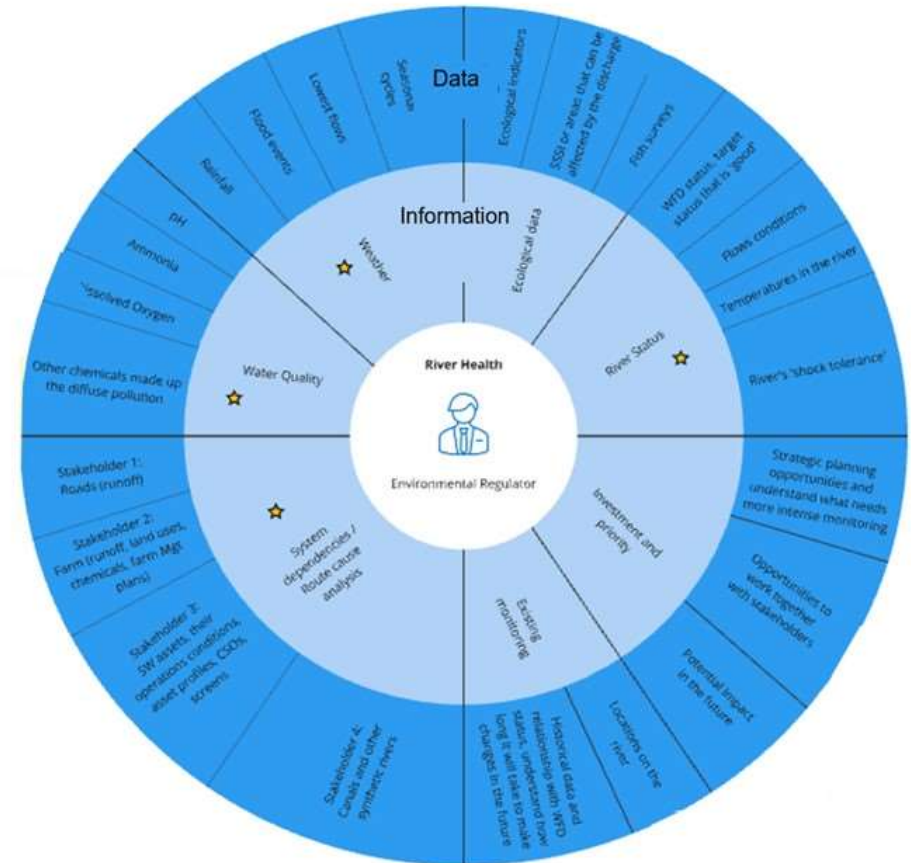 Data
Information
River Health
Environmental Regulator
Ecological data
Ecological indicators
SSSI or areas that can be
affected by the discharge
Fish surveys
River Status
WFD status, target
status that is 'good'
Flows conditions
Temperatures in the river
River's 'shock tolerance'
Investment and
priority
Strategic planning
opportunities and
understand what needs
more intense monitoring
Opportunities to
work together
with stakeholders
Potential impact
in the future
Existing
monitoring
Locations on the
river
Historical data and
relationship with WFD
status, understand how
long it will take to make
changes in the future
System
dependencies /
Route cause
analysis
Stakeholder 4:
Canals and other
synthetic rivers
Stakeholder 3:
SW assets, their
operations conditions,
asset profiles, CSOs,
screens
Stakeholder 2:
Farm (runoff, land uses,
chemicals, farm Mgt
plans)
Stakeholder 1:
Roads (runoff)
Water Quality
Other chemicals made up
the diffuse pollution
issolved Oxygen
Ammonia
pH
Weather
Rainfall
Flood events
Lowest flows
Seasonal
cycles